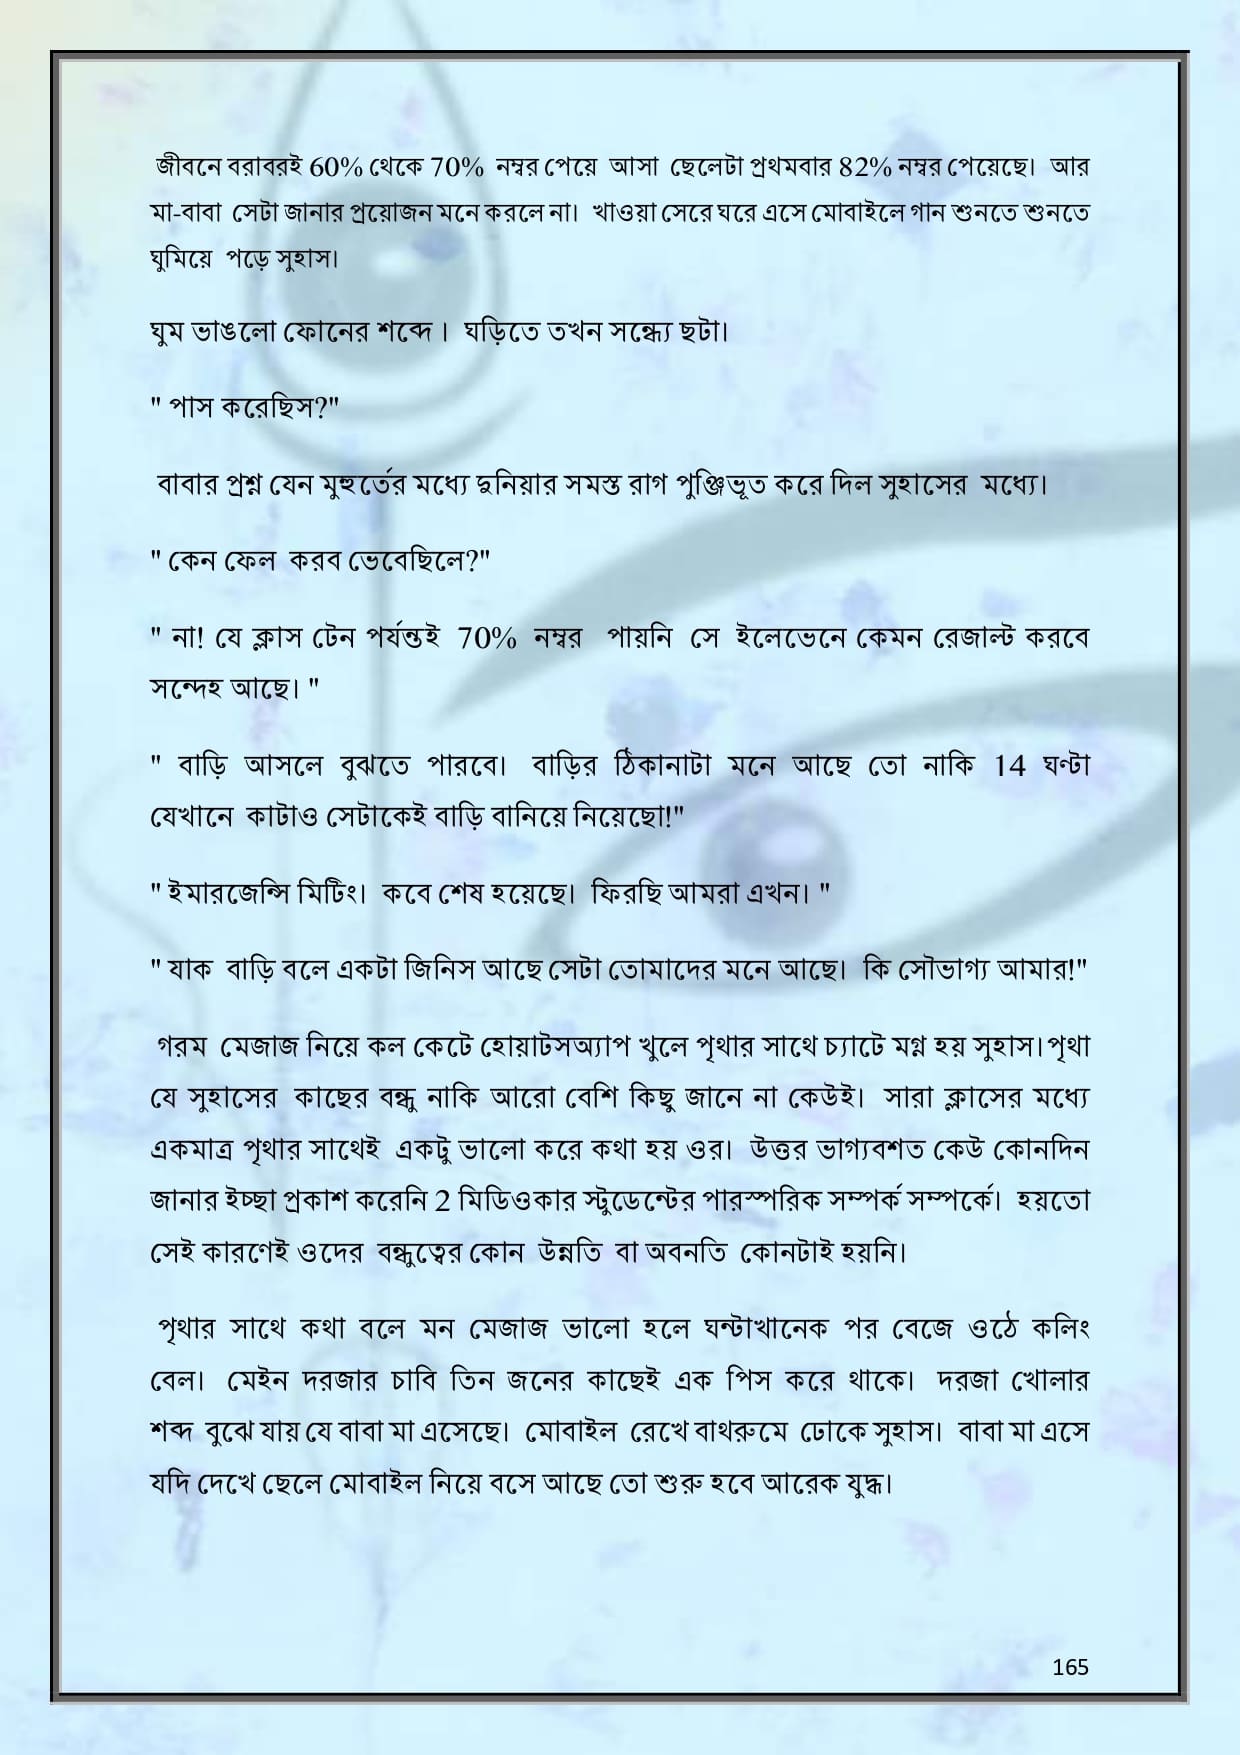 জীবনে বরাবরই 60% থেকে 70% নম্বর পেয়ে আসা ছেলেটা প্রথমবার 82% নম্বর পেয়েছে। আর
মা-বাবা সেটা জানার প্রয়োজন মনে করলে না। খাওয়া সেরে ঘরে এসে মোবাইলে গান শুনতে শুনতে
ঘুমিয়ে পড়ে সুহাস।
ঘুম ভাঙলো ফোনের শব্দে। ঘড়িতে তখন সন্ধ্যে ছটা।
" পাস করেছিস?"
বাবার প্রশ্ন যেন মুহুর্তের মধ্যে দুনিয়ার সমস্ত রাগ পুঞ্জিভূত করে দিল সুহাসের মধ্যে।
" কেন ফেল করব ভেবেছিলে?"
" না! যে ক্লাস টেন পর্যন্তই 70% নম্বর পায়নি সে ইলেভেনে কেমন রেজাল্ট করবে
সন্দেহ আছে। "
" বাড়ি আসলে বুঝতে পারবে। বাড়ির ঠিকানাটা মনে আছে তো নাকি 14 ঘণ্টা
যেখানে কাটাও সেটাকেই বাড়ি বানিয়ে নিয়েছো!"
" ইমারজেন্সি মিটিং। কবে শেষ হয়েছে। ফিরছি আমরা এখন। "
" যাক বাড়ি বলে একটা জিনিস আছে সেটা তোমাদের মনে আছে। কি সৌভাগ্য আমার!"
গরম মেজাজ নিয়ে কল কেটে হোয়াটসঅ্যাপ খুলে পৃথার সাথে চ্যাটে মগ্ন হয় সুহাস।পৃথা
যে সুহাসের কাছের বন্ধু নাকি আরো বেশি কিছু জানে না কেউই। সারা ক্লাসের মধ্যে
একমাত্র পৃথার সাথেই একটু ভালো করে কথা হয় ওর। উত্তর ভাগ্যবশত কেউ কোনদিন
জানার ইচ্ছা প্রকাশ করেনি 2 মিডিওকার স্টুডেন্টের পারস্পরিক সম্পর্ক সম্পর্কে। হয়তো
সেই কারণেই ওদের বন্ধুত্বের কোন উন্নতি বা অবনতি কোনটাই হয়নি।
পৃথার সাথে কথা বলে মন মেজাজ ভালো হলে ঘন্টাখানেক পর বেজে ওঠে কলিং
বেল। মেইন দরজার চাবি তিন জনের কাছেই এক পিস করে থাকে। দরজা খোলার
শব্দ বুঝে যায় যে বাবা মা এসেছে। মোবাইল রেখে বাথরুমে ঢোকে সুহাস। বাবা মা এসে
যদি দেখে ছেলে মোবাইল নিয়ে বসে আছে তো শুরু হবে আরেক যুদ্ধ।
165